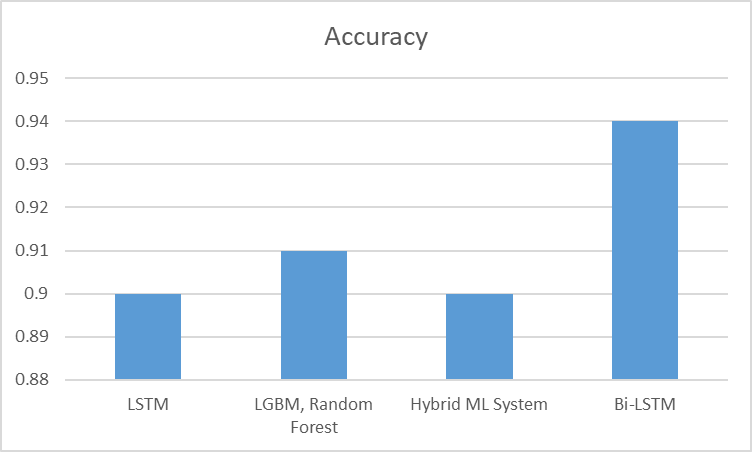 Accuracy
0.95
0.94
0.93
0.92
0.91
0.9
0.89
0.88
LSTM
LGBM, Random
Forest
Hybrid ML System
Bi-LSTM